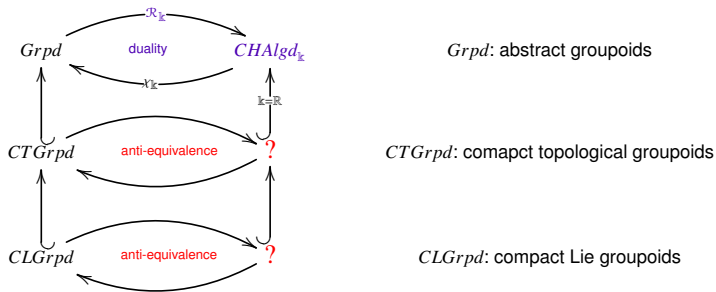 ℛ_𝕜
Grpd duality CHAlgd_𝕜 Grpd: abstract groupoids
χ_𝕜
𝕜=ℝ
CTGrpd anti-equivalence ? CTGrpd: comapct topological groupoids
CLGrpd anti-equivalence ? CLGrpd: compact Lie groupoids